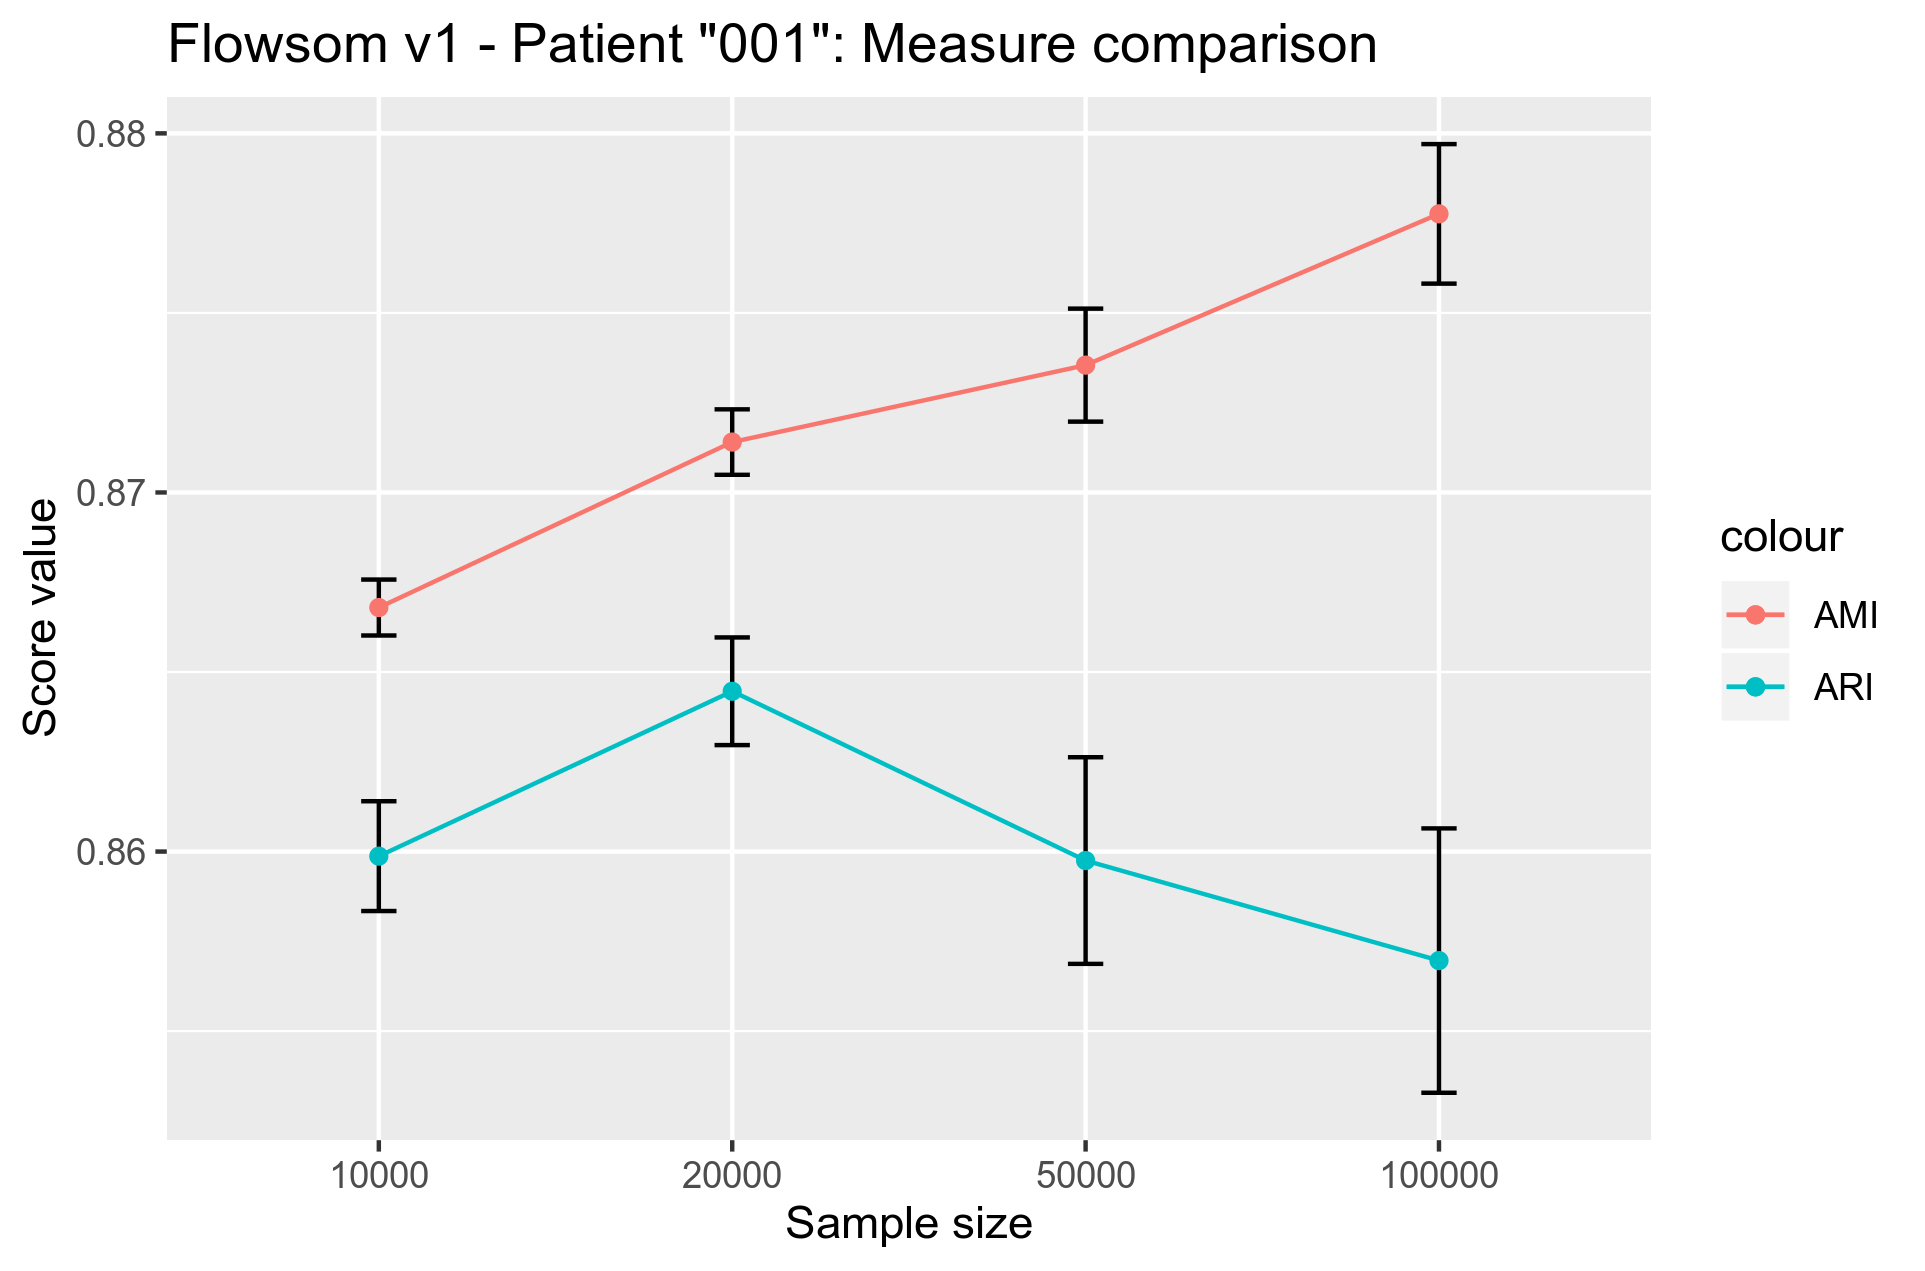 Flowsom v1 - Patient "001": Measure comparison
0.88
0.87
0.86
Score value
10000
20000
50000
100000
Sample size
colour
AMI
ARI